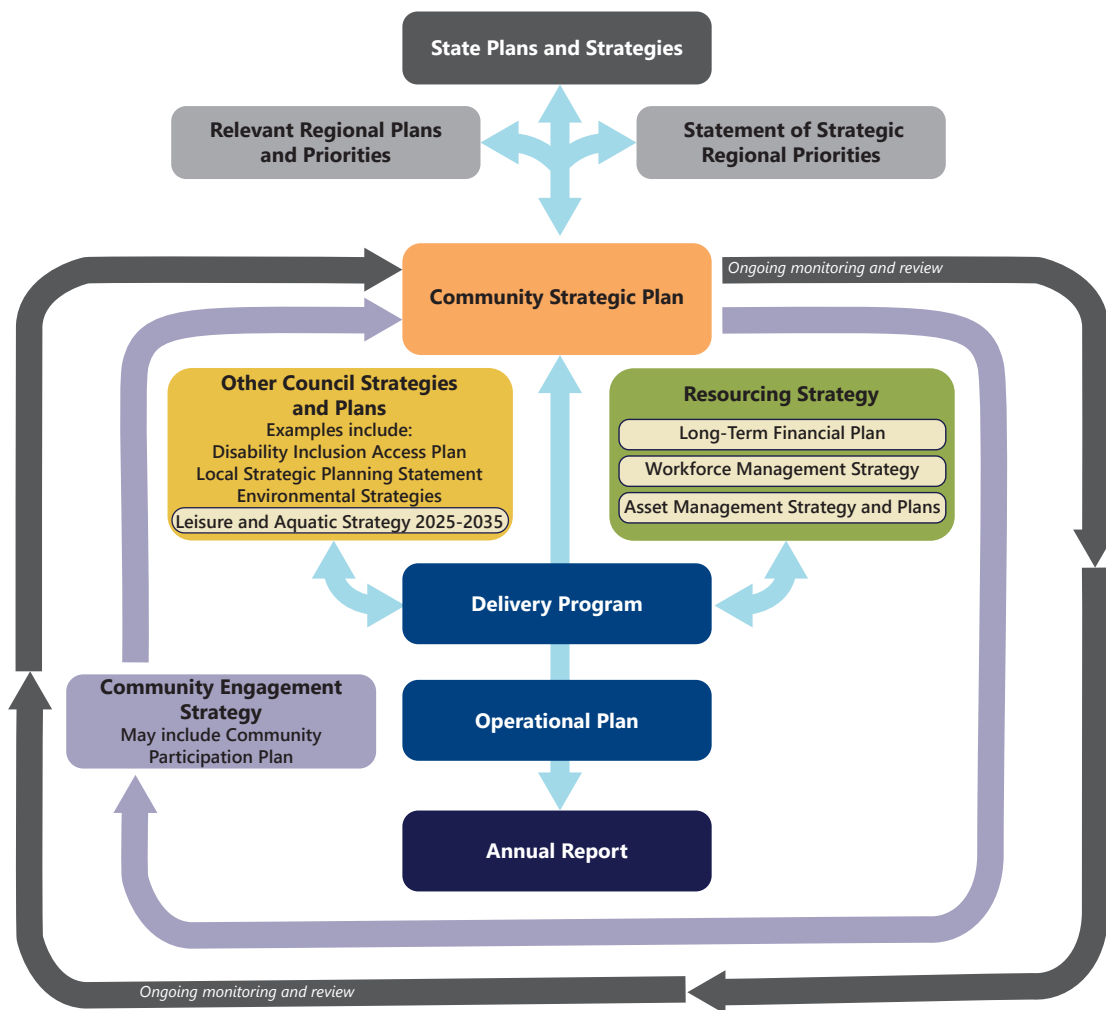 State Plans and Strategies
Relevant Regional Plans
and Priorities
Statement of Strategic
Regional Priorities
Ongoing monitoring and review
Community Strategic Plan
Other Council Strategies
and Plans
Examples include:
Disability Inclusion Access Plan
Local Strategic Planning Statement
Environmental Strategies
Leisure and Aquatic Strategy 2025-2035
Resourcing Strategy
Long-Term Financial Plan
Workforce Management Strategy
Asset Management Strategy and Plans
Delivery Program
Community Engagement
Strategy
May include Community
Participation Plan
Operational Plan
Annual Report
Ongoing monitoring and review